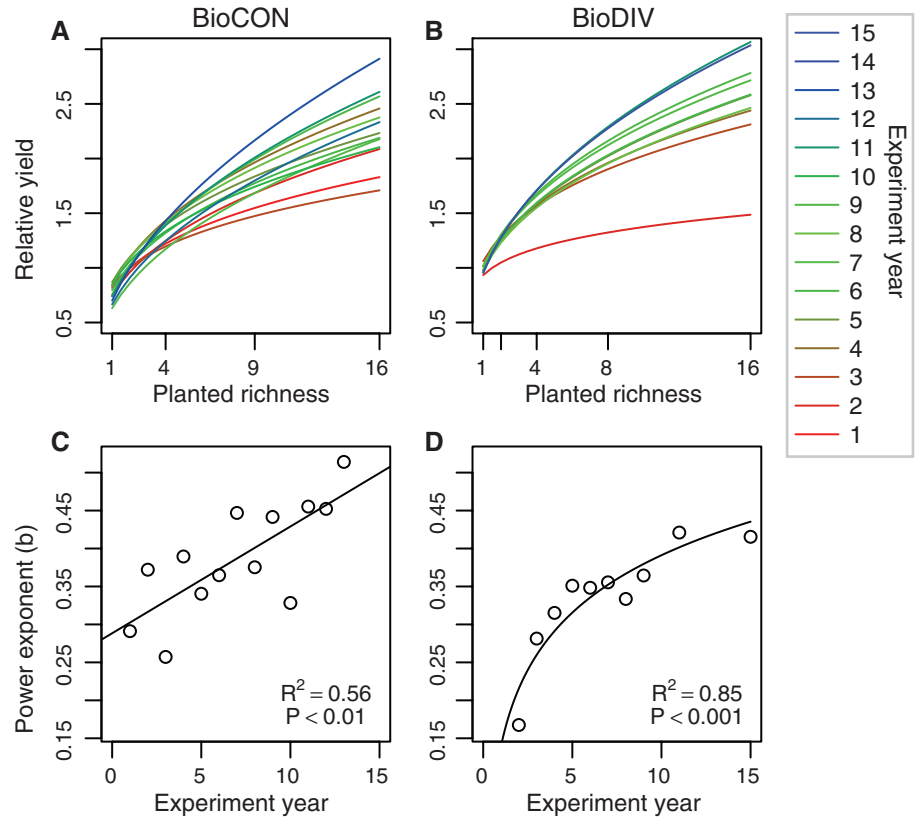 A
BioCON
Relative yield
2.5
1.5
0.5
1
4
9
16
Planted richness
B
BioDIV
2.5
1.5
0.5
1
4
8
16
Planted richness
15
14
13
12
11
10
9
8
7
6
5
4
3
2
1
Experiment year
C
Power exponent (b)
0.45
0.35
0.25
0.15
R² = 0.56
P < 0.01
0
5
10
15
Experiment year
D
0.45
0.35
0.25
0.15
R² = 0.85
P < 0.001
0
5
10
15
Experiment year